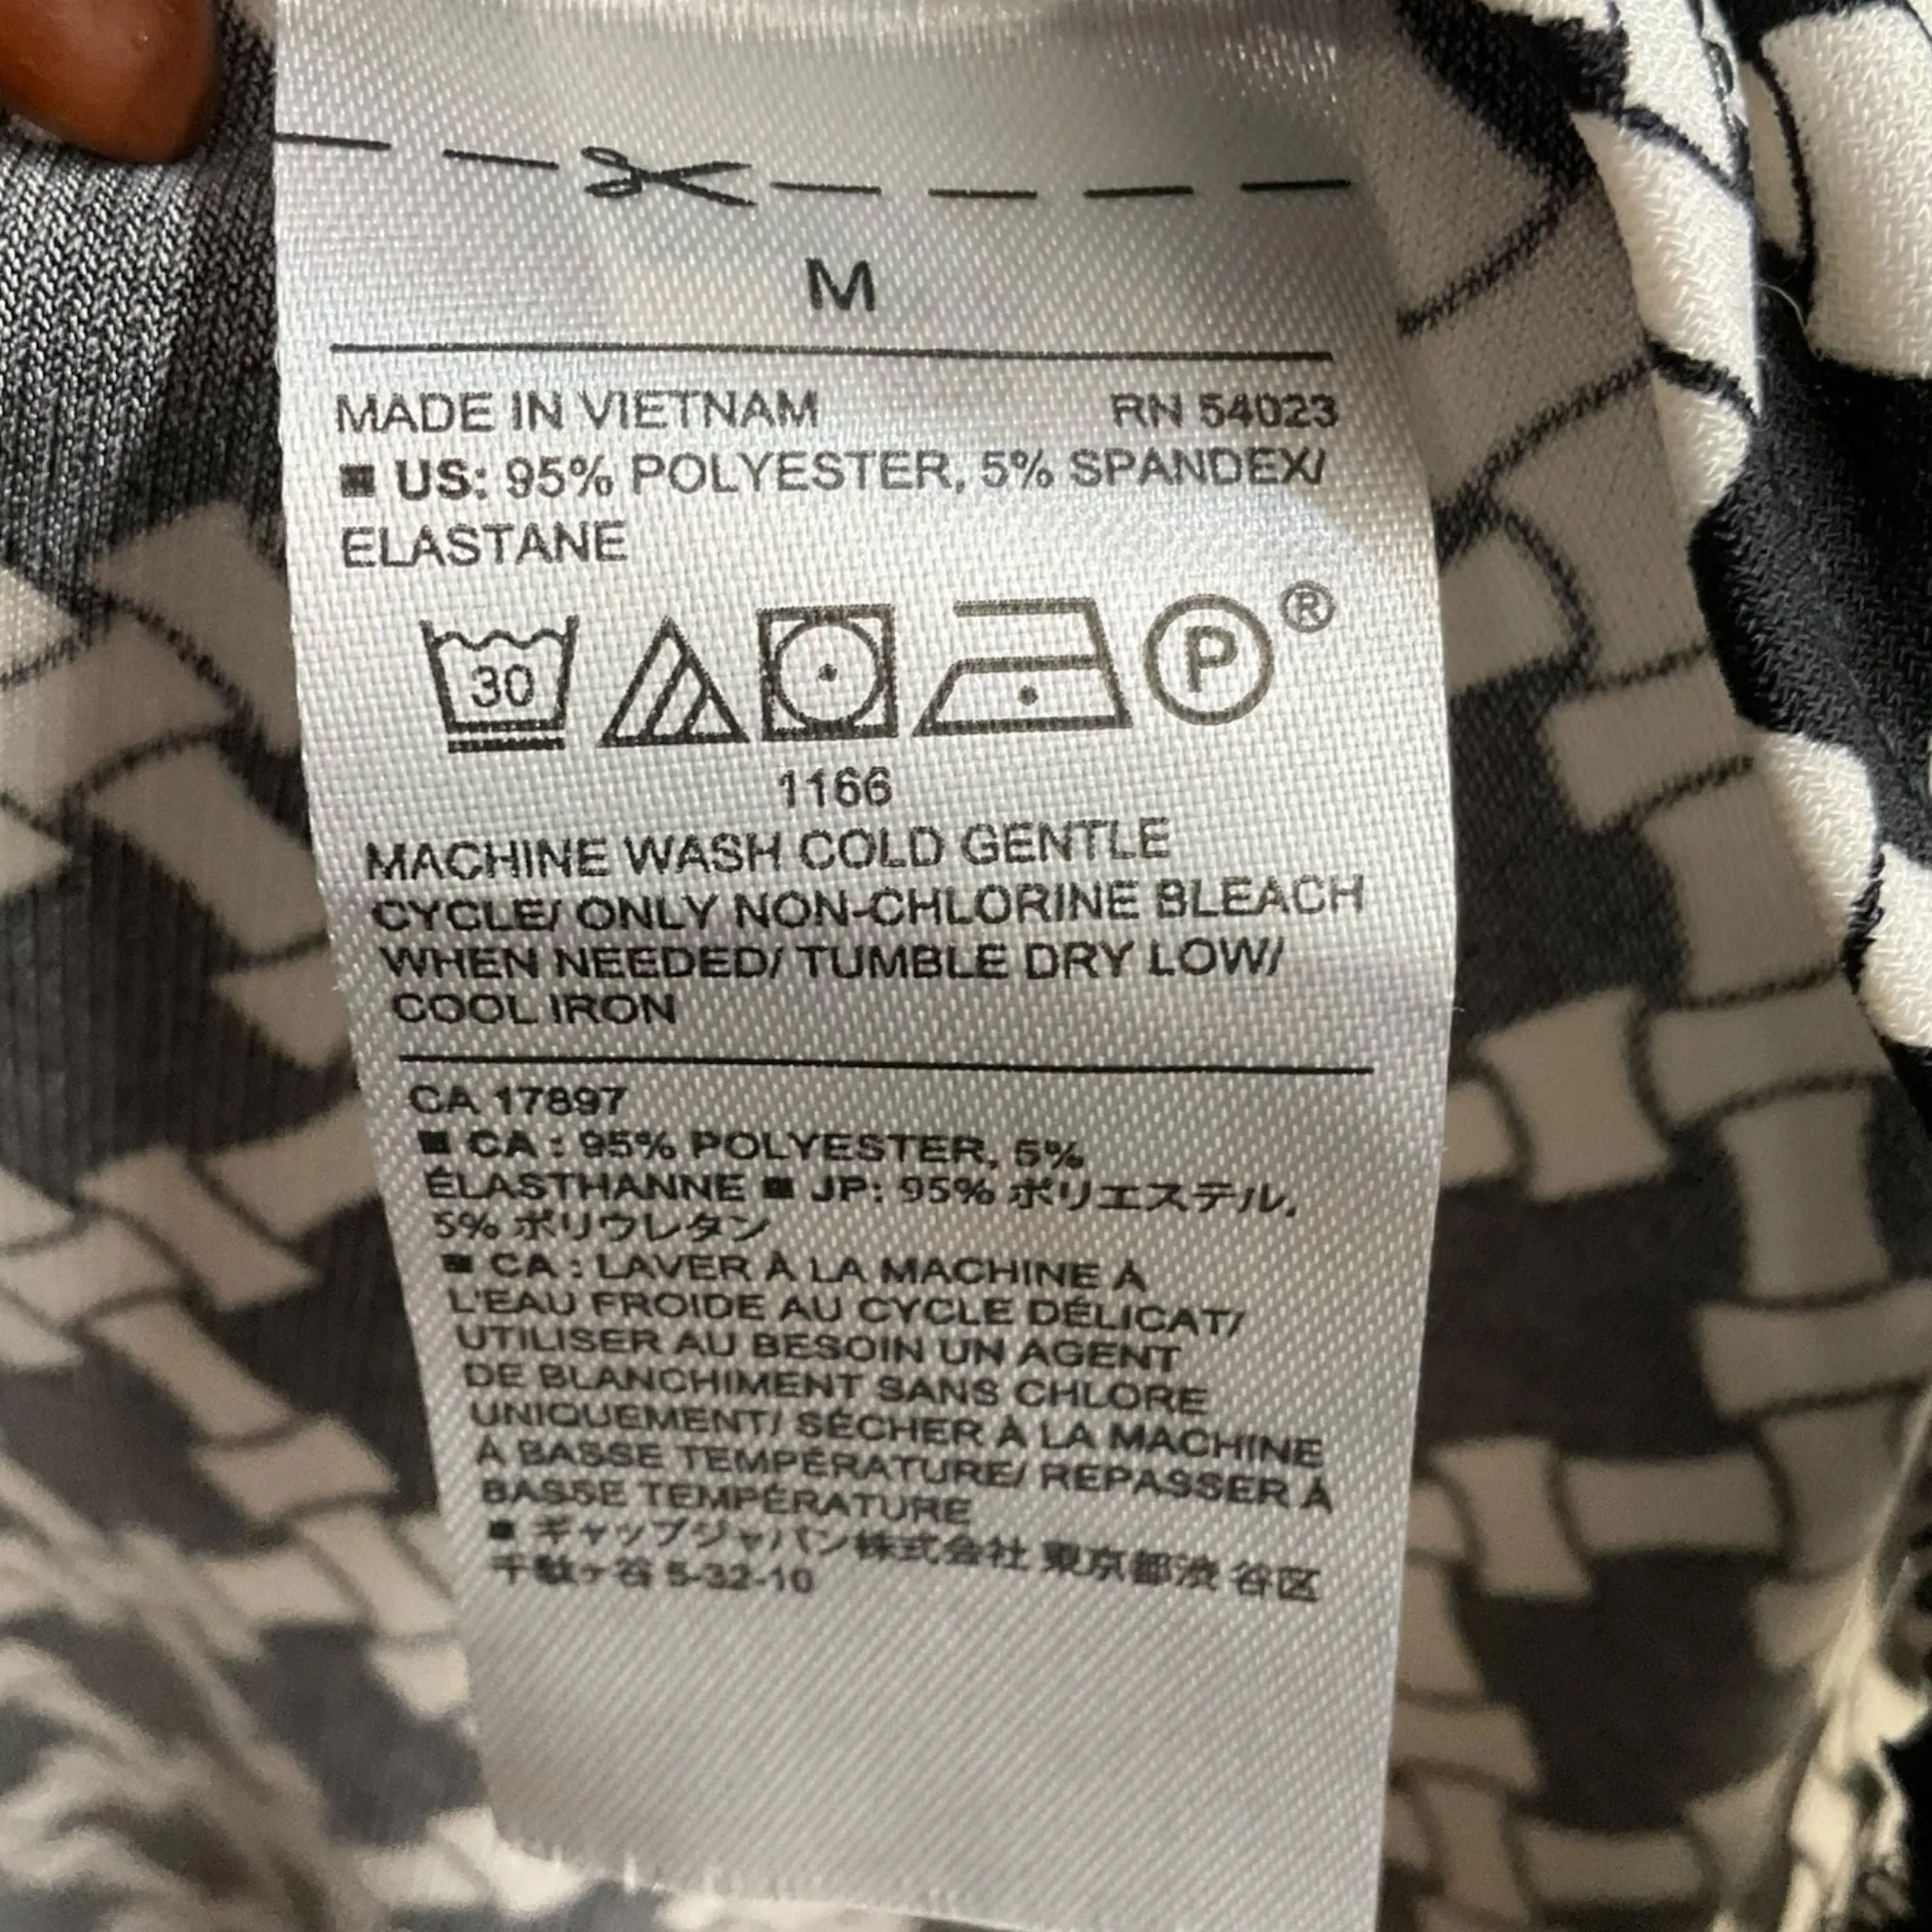 M
MADE IN VIETNAM RN 54023
■ US: 95% POLYESTER, 5% SPANDEX/
ELASTANE
30 P ®
1166
MACHINE WASH COLD GENTLE
CYCLE/ ONLY NON-CHLORINE BLEACH
WHEN NEEDED/ TUMBLE DRY LOW/
COOL IRON
CA 17897
■ CA : 95% POLYESTER, 5%
ÉLASTHANNE ■ JP: 95% ポリエステル,
5% ポリウレタン
■ CA : LAVER À LA MACHINE À
L'EAU FROIDE AU CYCLE DÉLICAT/
UTILISER AU BESOIN UN AGENT
DE BLANCHIMENT SANS CHLORE
UNIQUEMENT/ SÉCHER À LA MACHINE
À BASSE TEMPÉRATURE/ REPASSER À
BASSE TEMPÉRATURE
■ ギャップジャパン株式会社 東京都渋 谷区
千駄ヶ谷 5-32-10